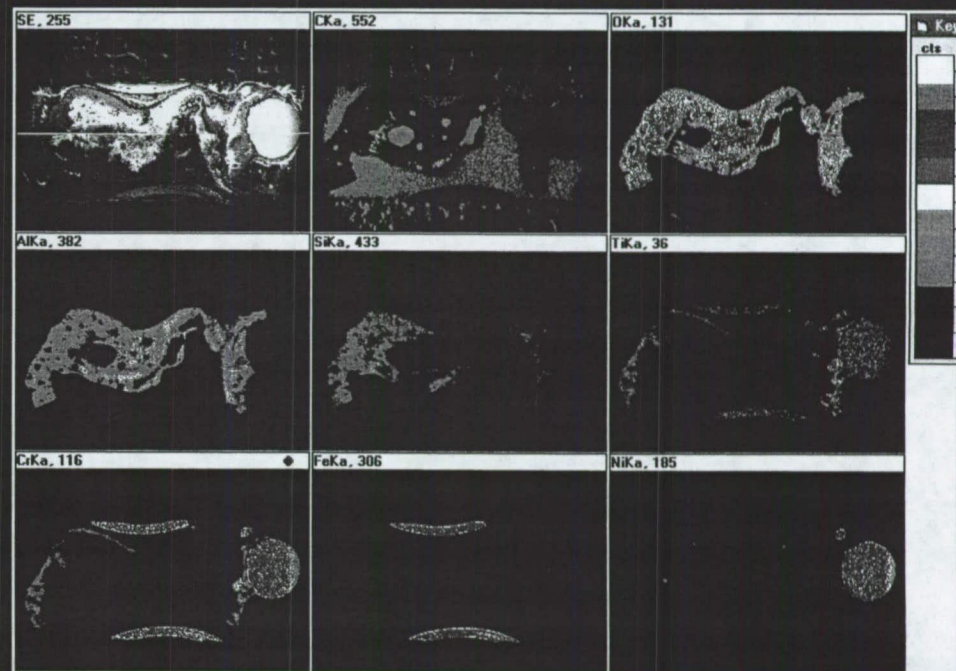 SE, 255
CKa, 552
OKa, 131
Key
cts
AlKa, 382
SiKa, 433
TiKa, 36
CrKa, 116
FeKa, 306
NiKa, 185